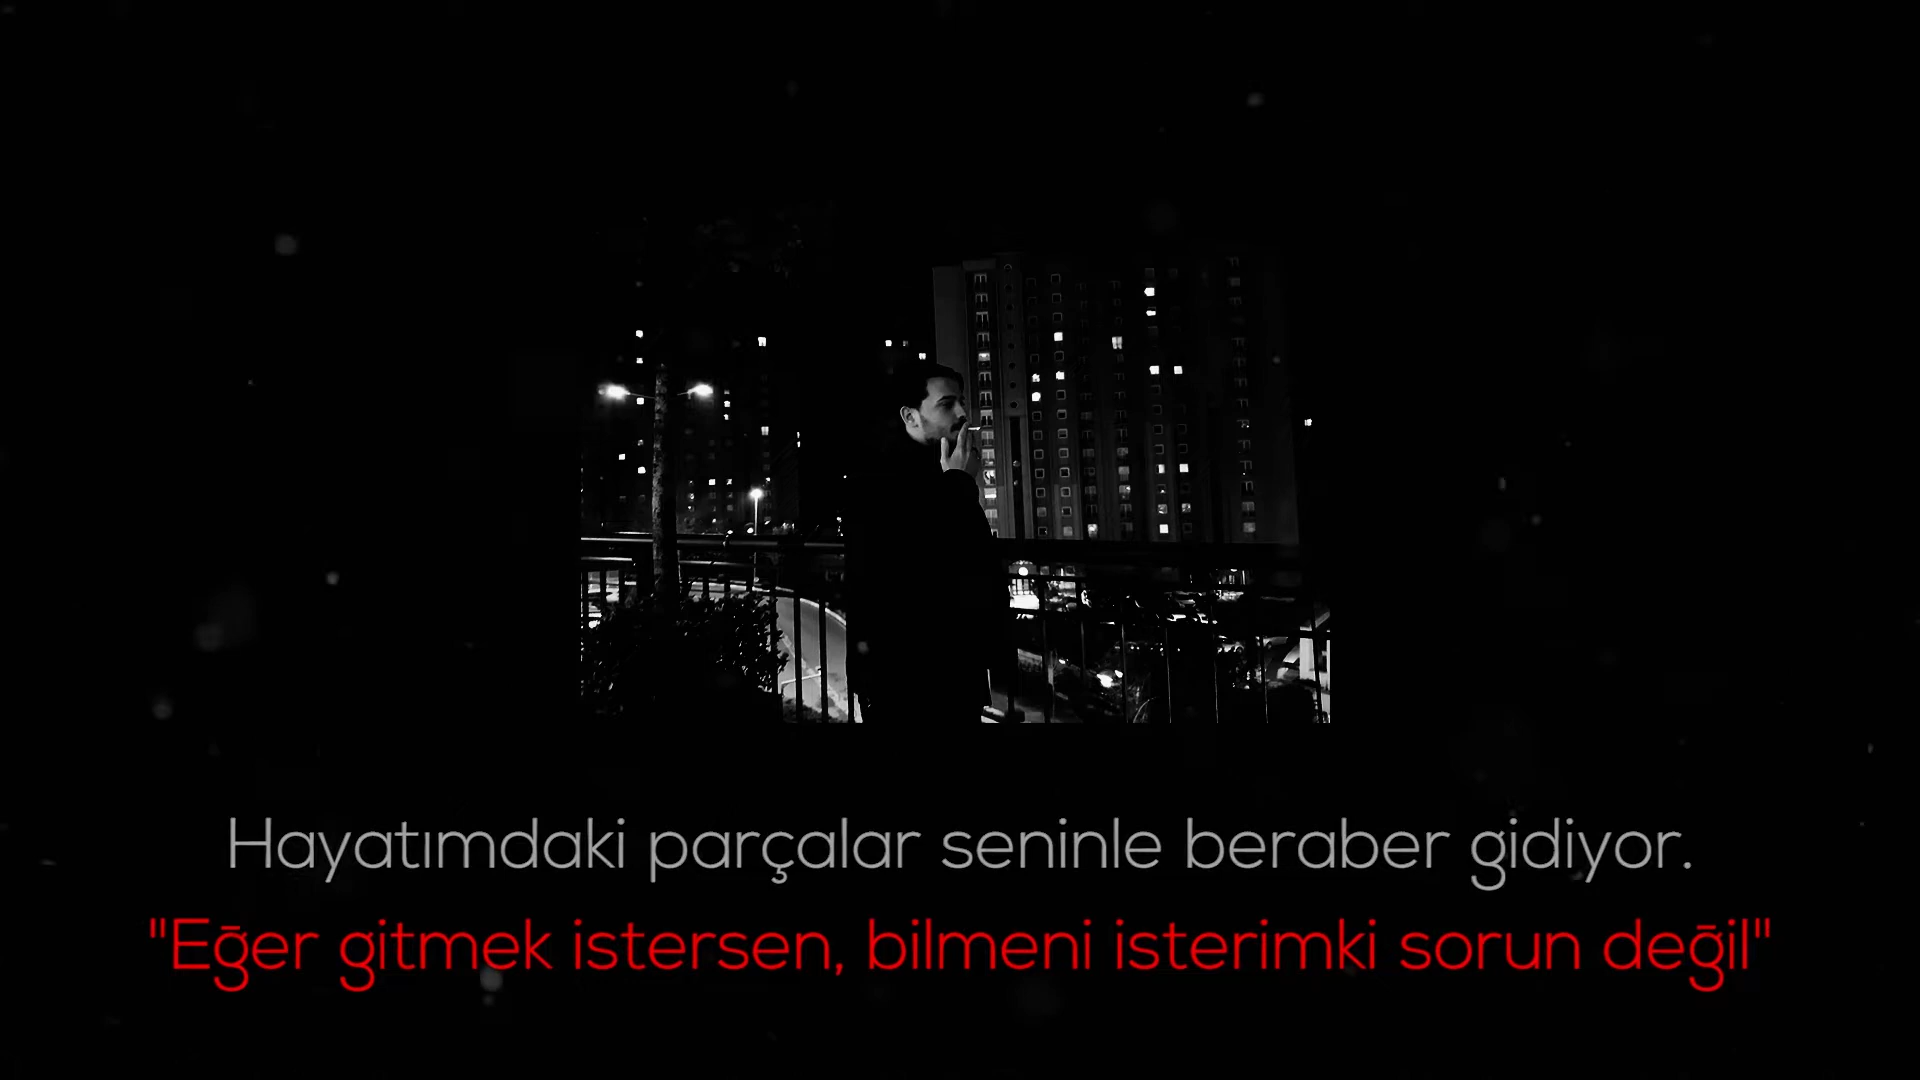 Hayatımdaki parçalar seninle beraber gidiyor.
"Eğer gitmek istersen, bilmeni isterimki sorun değil"